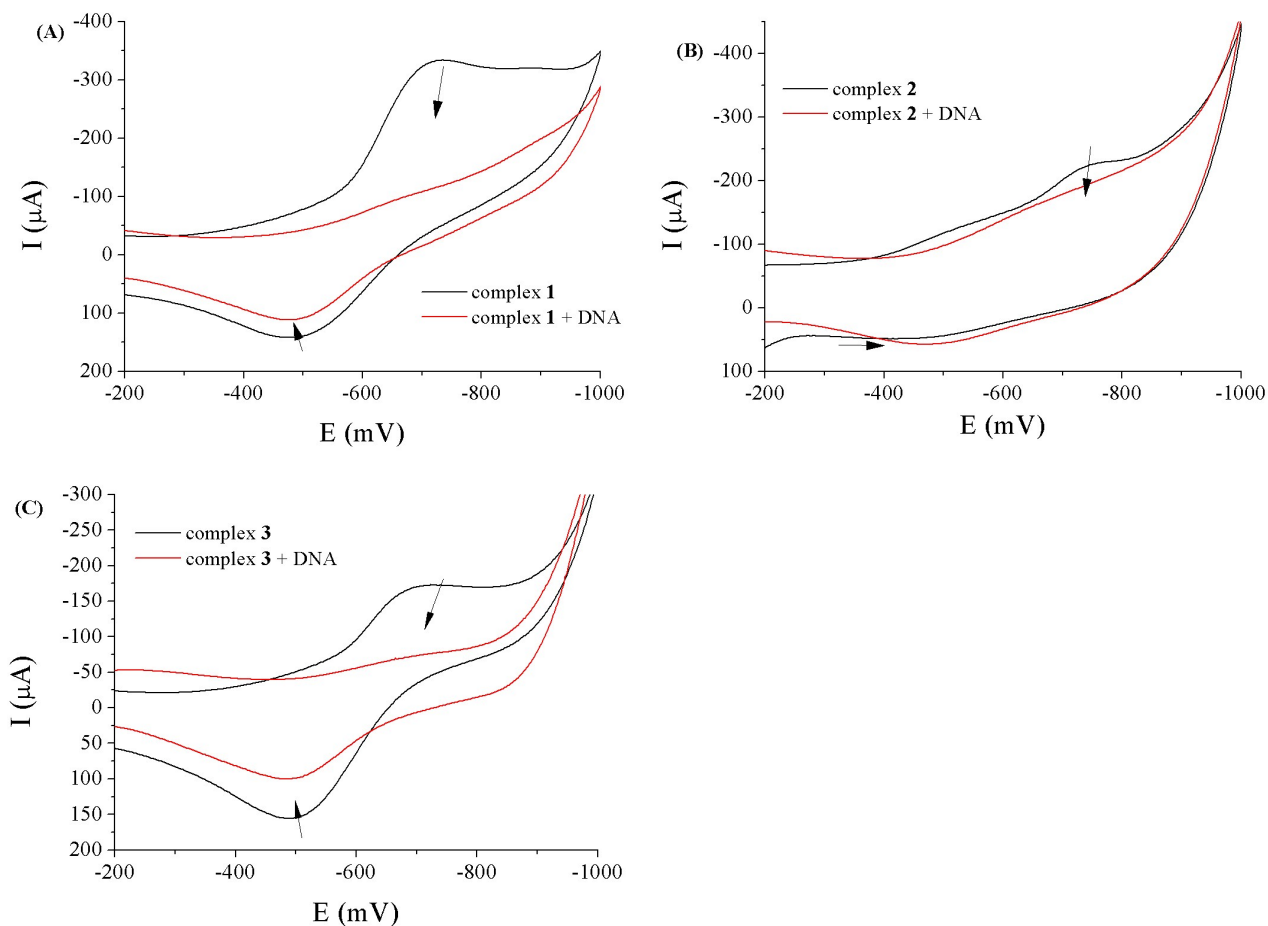 (A)
-400
-300
-200
-100
0
100
200
I (μA)
complex 1
complex 1 + DNA
-200 -400 -600 -800 -1000
E (mV)
(B)
-400
-300
-200
-100
0
100
I (μA)
complex 2
complex 2 + DNA
-200 -400 -600 -800 -1000
E (mV)
(C)
-300
-250
-200
-150
-100
-50
0
50
100
150
200
I (μA)
complex 3
complex 3 + DNA
-200 -400 -600 -800 -1000
E (mV)